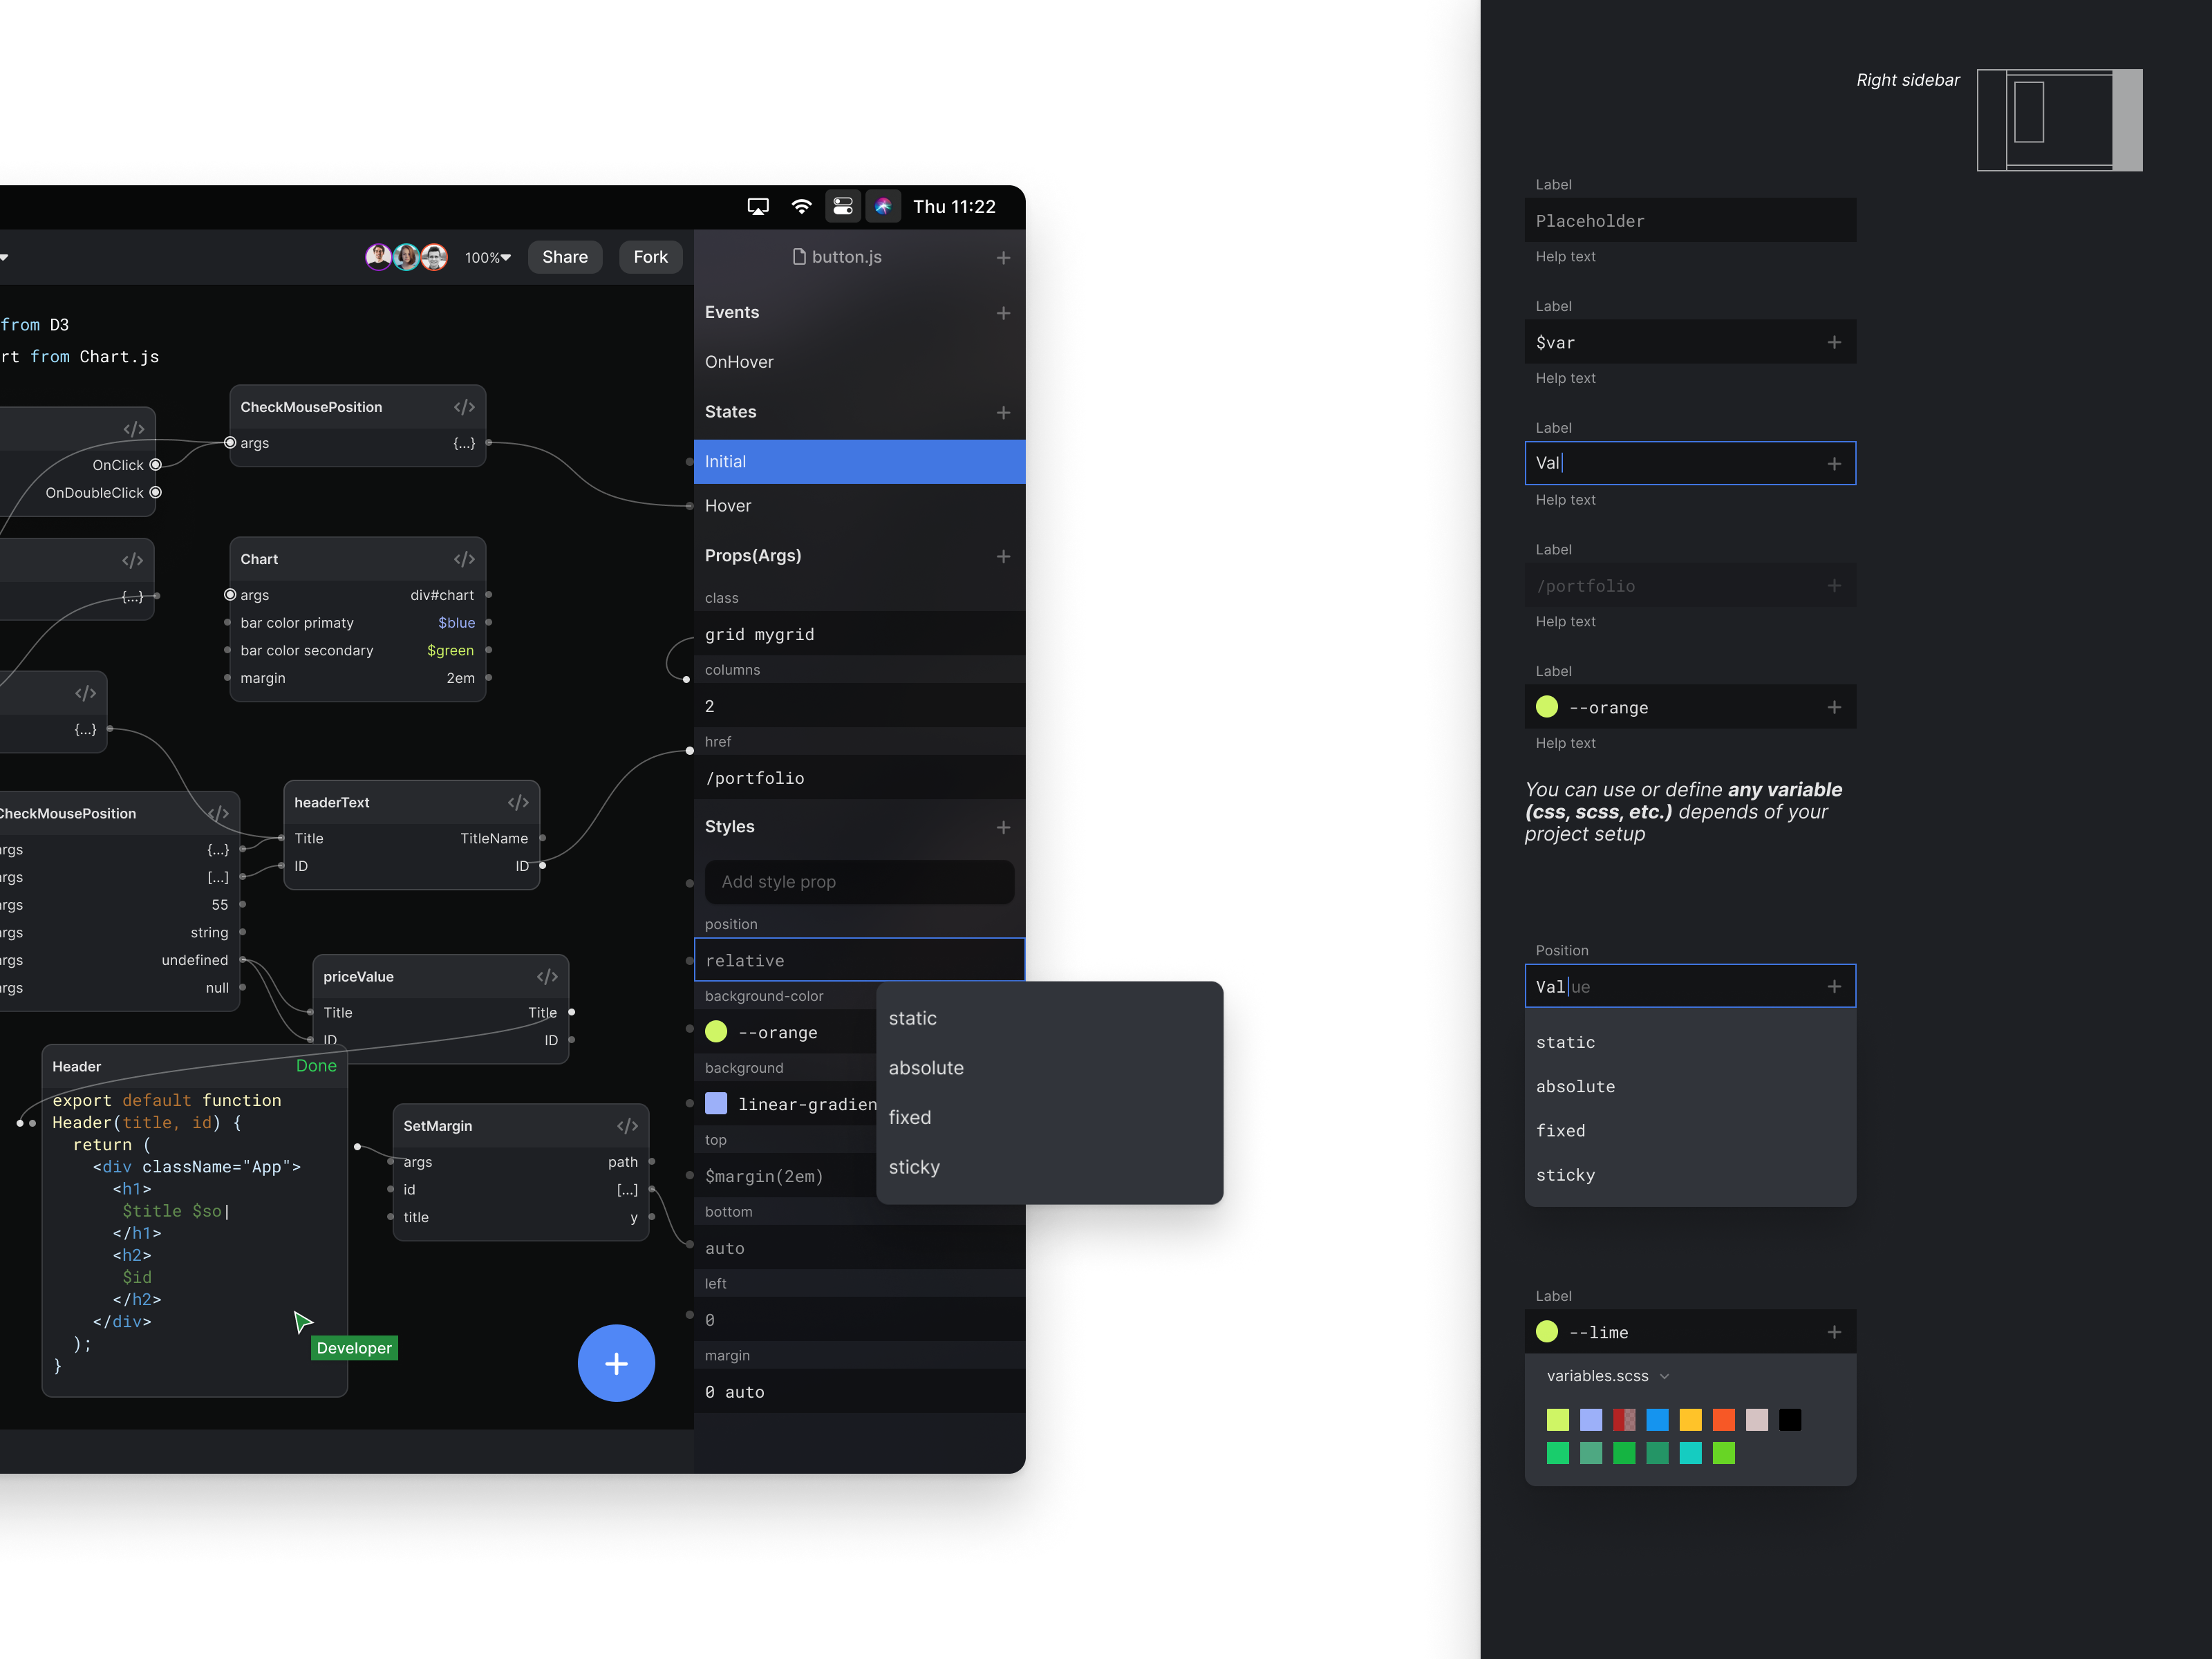 Thu 11:22
100%
Share
Fork
from D3
rt from Chart.js
OnClick
OnDoubleClick
{...}
{...}
CheckMousePosition
args
{...}
Chart
args
div#chart
bar color primaty
$blue
bar color secondary
$green
margin
2em
CheckMousePosition
rgs
{...}
rgs
[...]
rgs
55
rgs
string
rgs
undefined
rgs
null
headerText
Title
TitleName
ID
ID
priceValue
Title
Title
ID
ID
Header
Done
export default function
Header(title, id) {
return (
<div className="App">
<h1>
$title $so|
</h1>
<h2>
$id
</h2>
</div>
);
}
Developer
SetMargin
args
path
id
[...]
title
y
button.js
Events
OnHover
States
Initial
Hover
Props(Args)
class
grid mygrid
columns
2
href
/portfolio
Styles
Add style prop
position
relative
background-color
--orange
background
linear-gradien
top
$margin(2em)
bottom
auto
left
0
margin
0 auto
static
absolute
fixed
sticky
Right sidebar
Label
Placeholder
Help text
Label
$var
Help text
Label
Val
Help text
Label
/portfolio
Help text
Label
--orange
Help text
You can use or define any variable
(css, scss, etc.) depends of your
project setup
Position
Value
static
absolute
fixed
sticky
Label
--lime
variables.scss